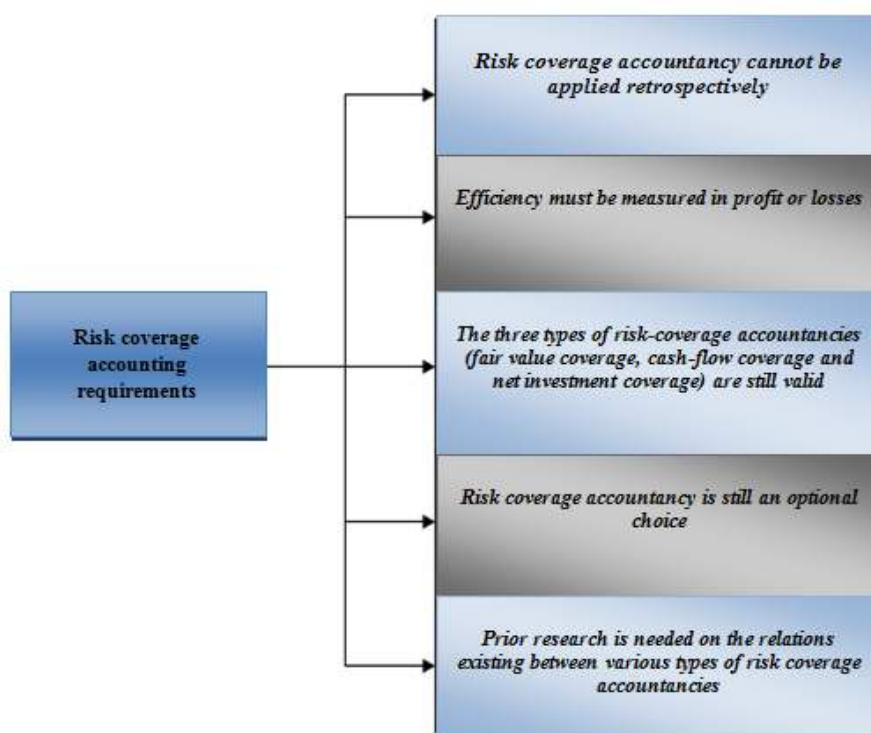 Risk coverage accountancy cannot be
applied retrospectively
Efficiency must be measured in profit or losses
Risk coverage
accounting
requirements
The three types of risk-coverage accountancies
(fair value coverage, cash-flow coverage and
net investment coverage) are still valid
Risk coverage accountancy is still an optional
choice
Prior research is needed on the relations
existing between various types of risk coverage
accountancies